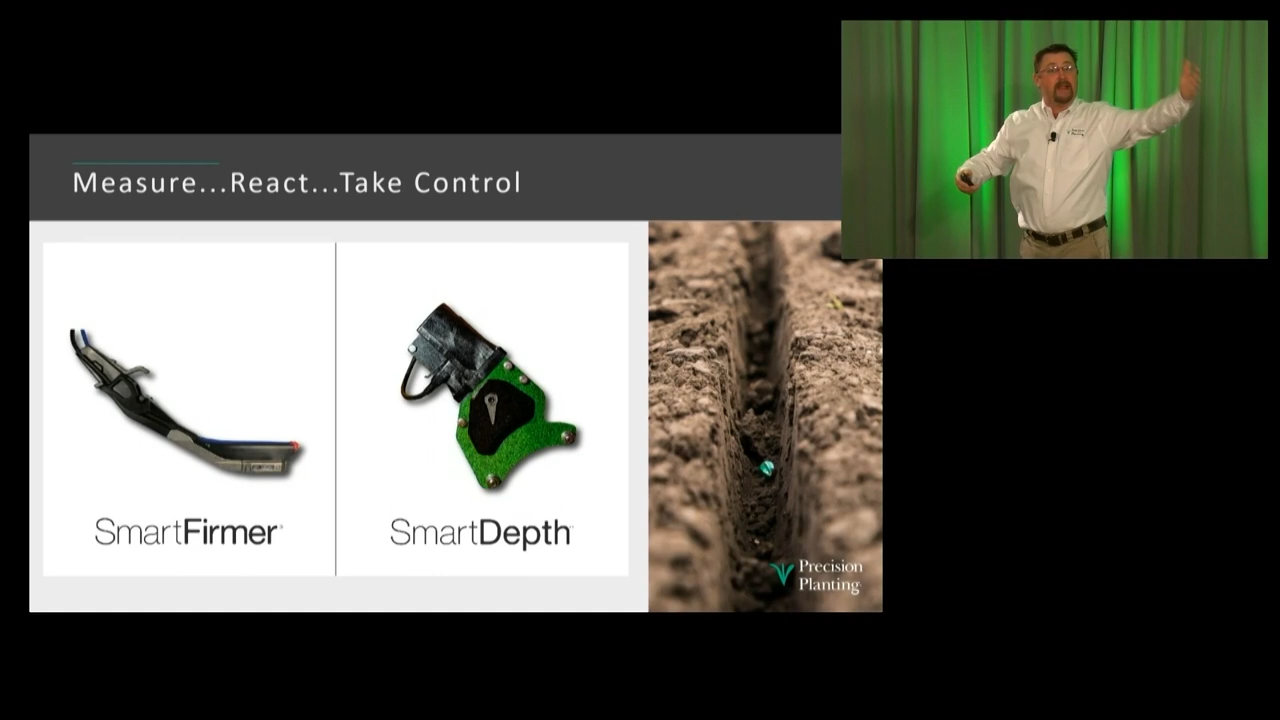 Measure...React...Take Control
SmartFirmer
SmartDepth
Precision
Planting